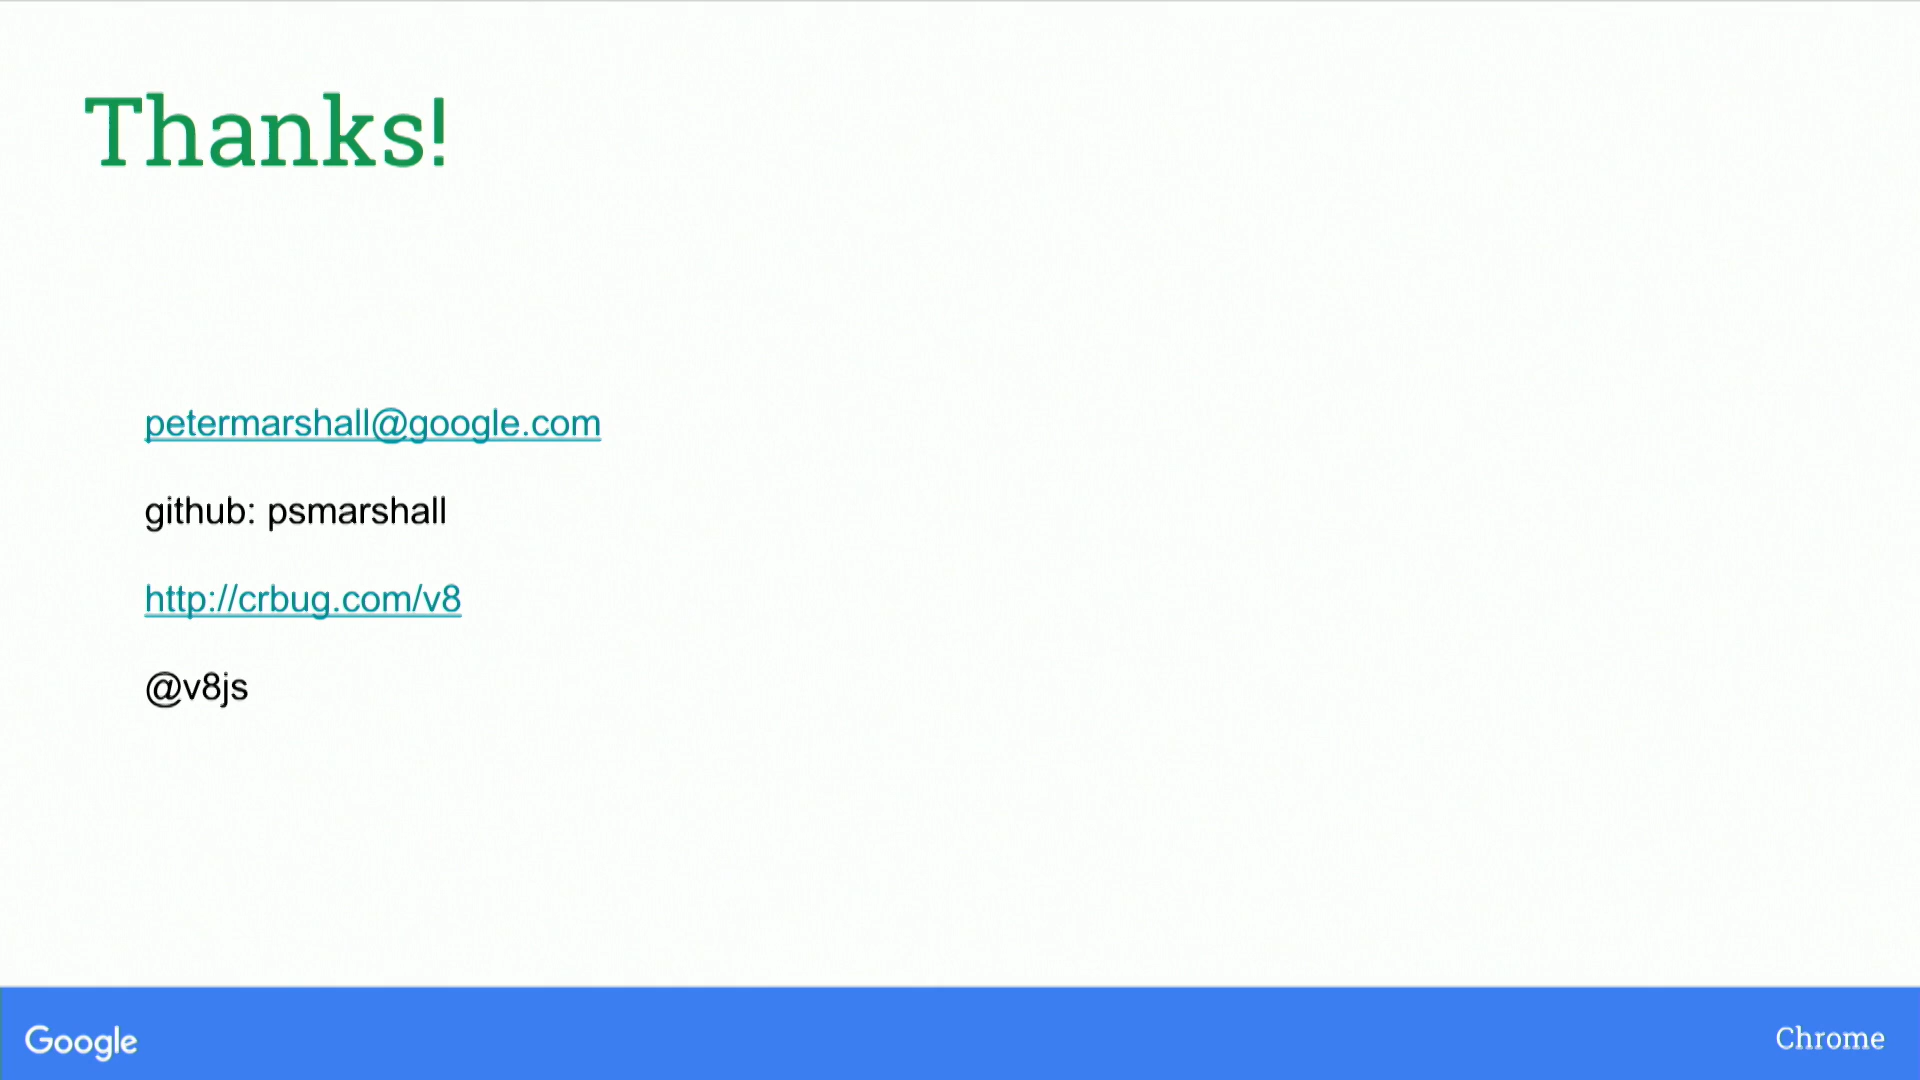 Thanks!
petermarshall@google.com
github: psmarshall
http://crbug.com/v8
@v8js
Google
Chrome